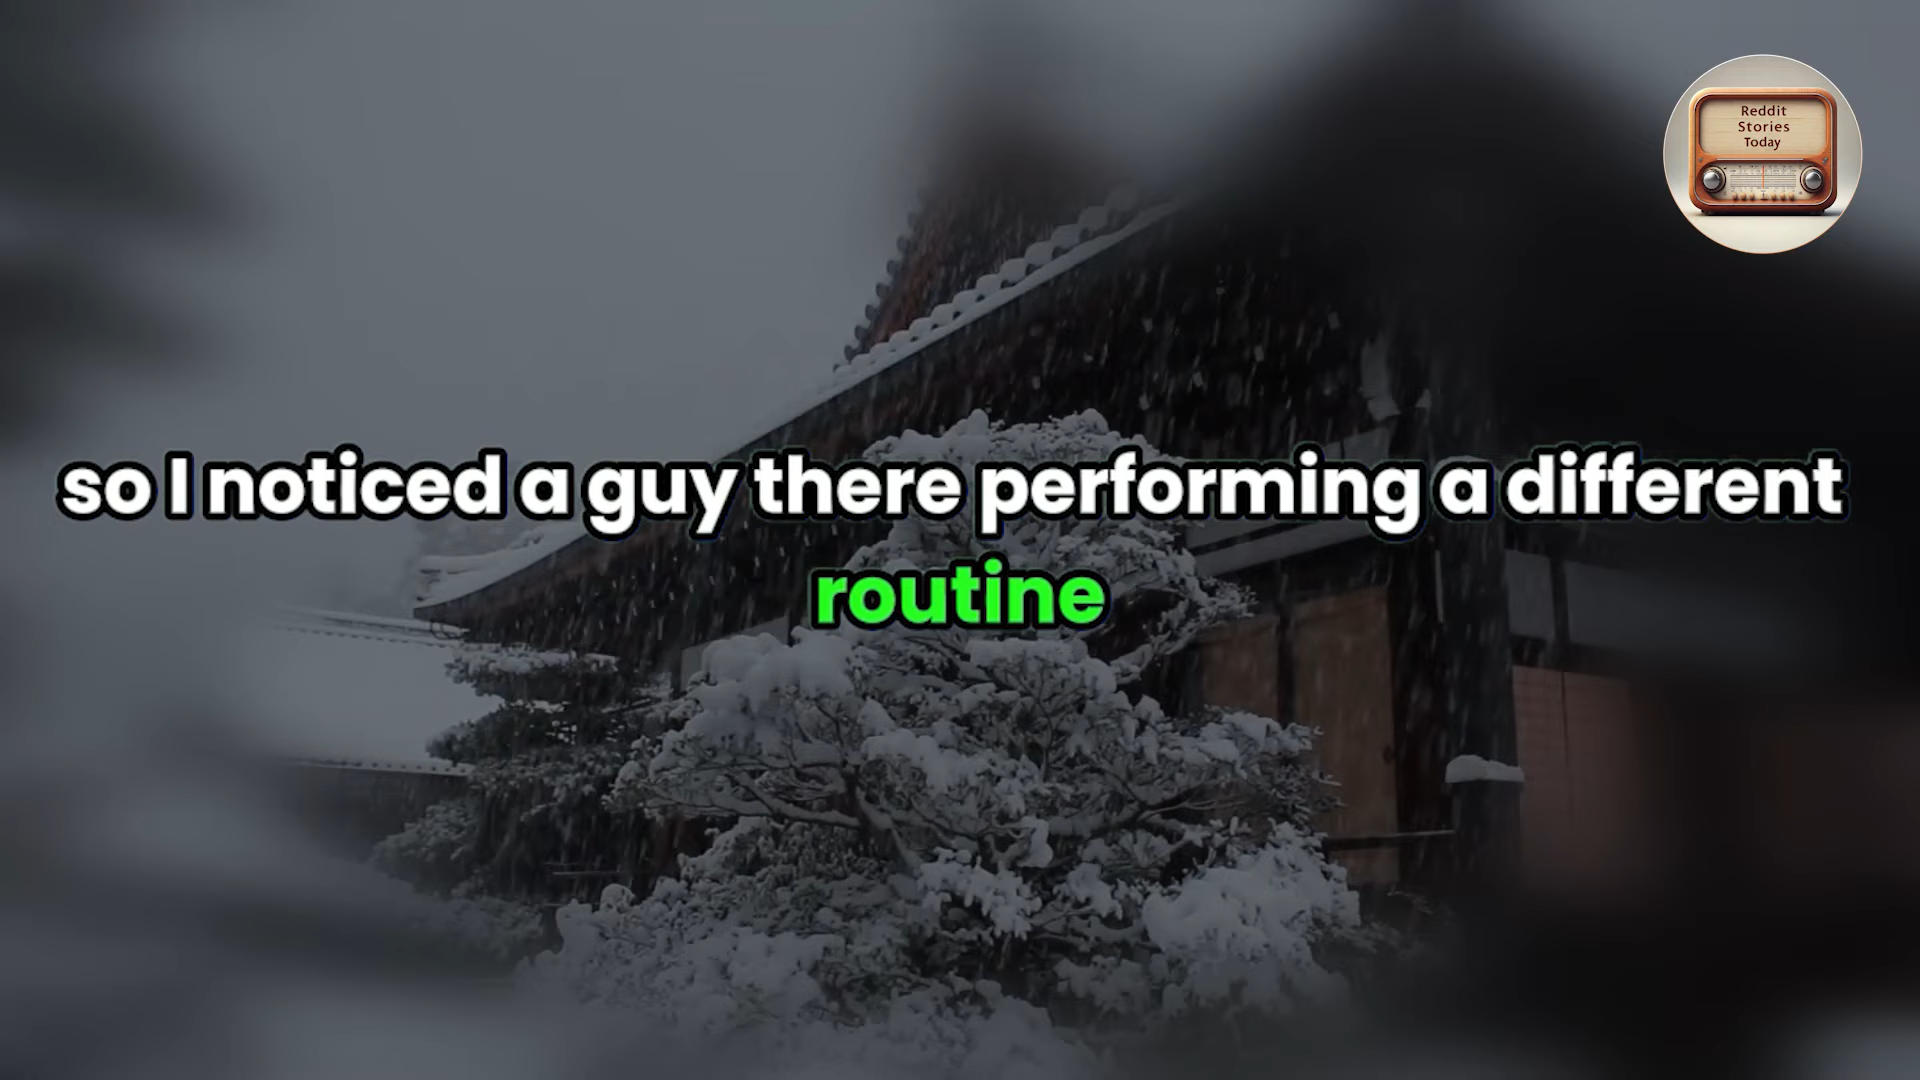 Reddit
Stories
Today
so I noticed a guy there performing a different
routine